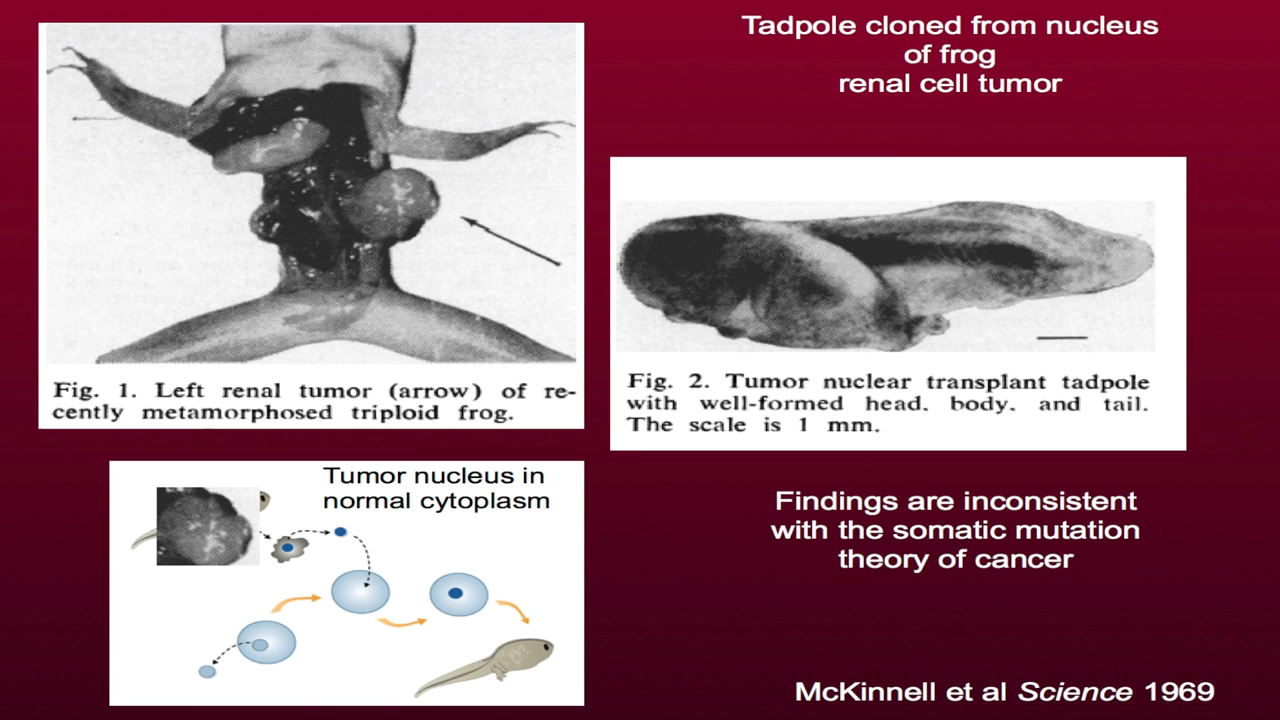 Tadpole cloned from nucleus
of frog
renal cell tumor
Fig. 1. Left renal tumor (arrow) of re-
cently metamorphosed triploid frog.
Fig. 2. Tumor nuclear transplant tadpole
with well-formed head, body, and tail.
The scale is 1 mm.
Tumor nucleus in
normal cytoplasm
Findings are inconsistent
with the somatic mutation
theory of cancer
McKinnell et al Science 1969